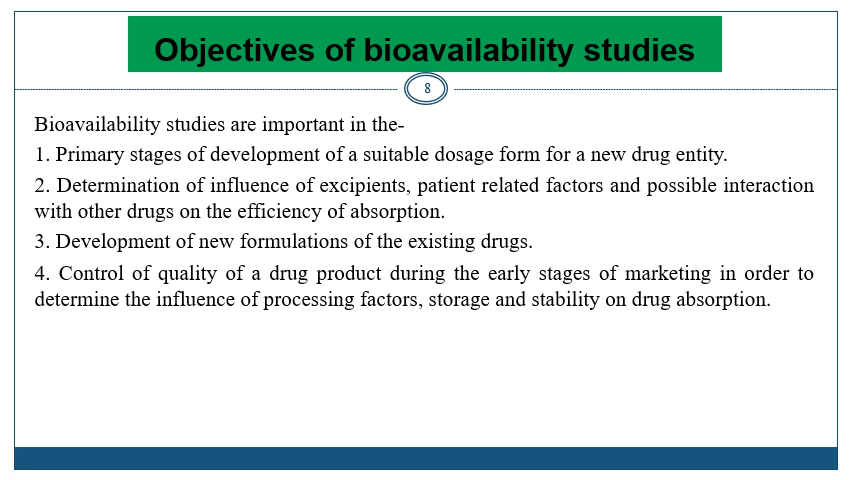 Objectives of bioavailability studies
8
Bioavailability studies are important in the-
1. Primary stages of development of a suitable dosage form for a new drug entity.
2. Determination of influence of excipients, patient related factors and possible interaction
with other drugs on the efficiency of absorption.
3. Development of new formulations of the existing drugs.
4. Control of quality of a drug product during the early stages of marketing in order to
determine the influence of processing factors, storage and stability on drug absorption.